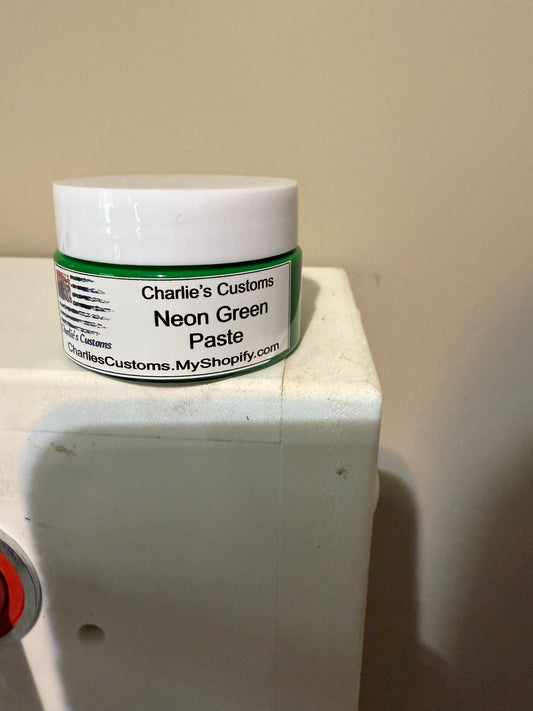 Charlie's Customs
Neon Green
Paste
CharliesCustoms.MyShopify.com
Charlie's Customs